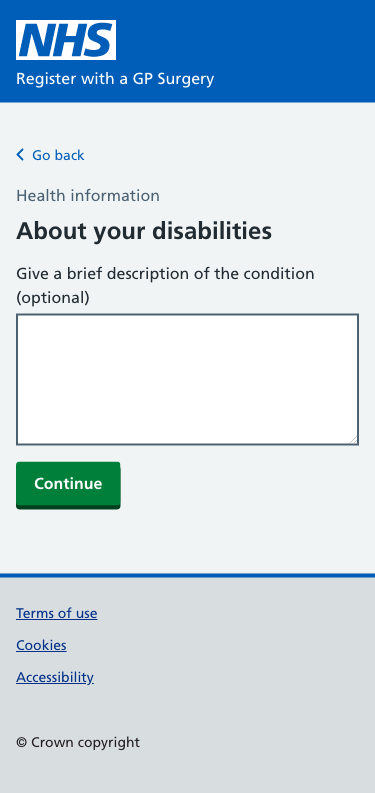 NHS
Register with a GP Surgery
Go back
Health information
About your disabilities
Give a brief description of the condition
(optional)
Continue
Terms of use
Cookies
Accessibility
© Crown copyright